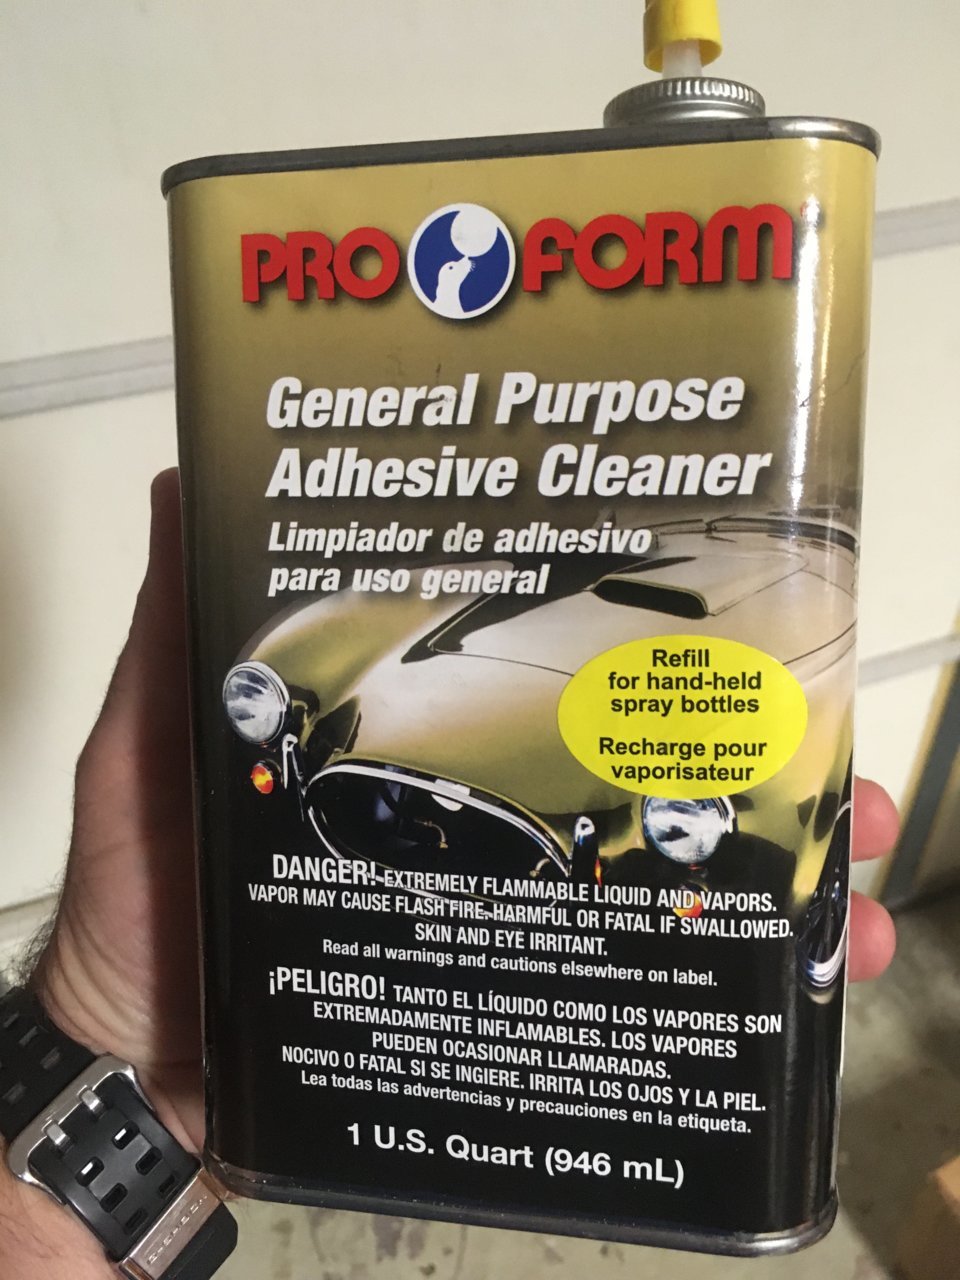 PRO FORM
General Purpose
Adhesive Cleaner
Limpiador de adhesivo
para uso general
Refill
for hand-held
spray bottles
Recharge pour
vaporisateur
DANGER! EXTREMELY FLAMMABLE LIQUID AND VAPORS.
VAPOR MAY CAUSE FLASH FIRE. HARMFUL OR FATAL IF SWALLOWED.
SKIN AND EYE IRRITANT.
Read all warnings and cautions elsewhere on label.
¡PELIGRO! TANTO EL LÍQUIDO COMO LOS VAPORES SON
EXTREMADAMENTE INFLAMABLES. LOS VAPORES
PUEDEN OCASIONAR LLAMARADAS.
NOCIVO O FATAL SI SE INGIERE. IRRITA LOS OJOS Y LA PIEL.
Lea todas las advertencias y precauciones en la etiqueta.
1 U.S. Quart (946 mL)